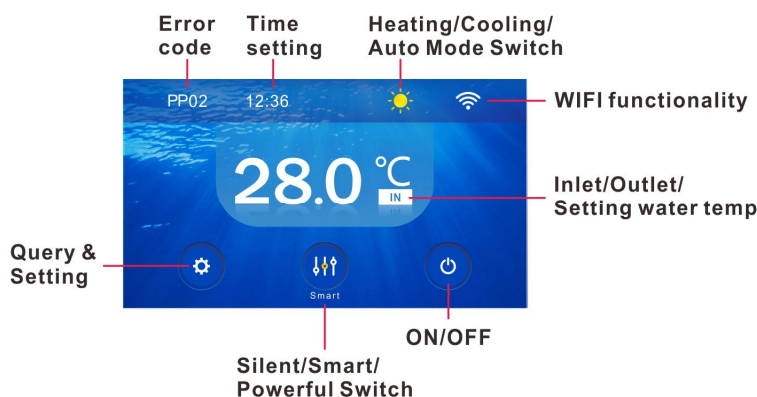 Error
code
Time
setting
Heating/Cooling/
Auto Mode Switch
PP02
12:36
WIFI functionality
28.0 °C
IN
Inlet/Outlet/
Setting water temp
Query &
Setting
Smart
ON/OFF
Silent/Smart/
Powerful Switch